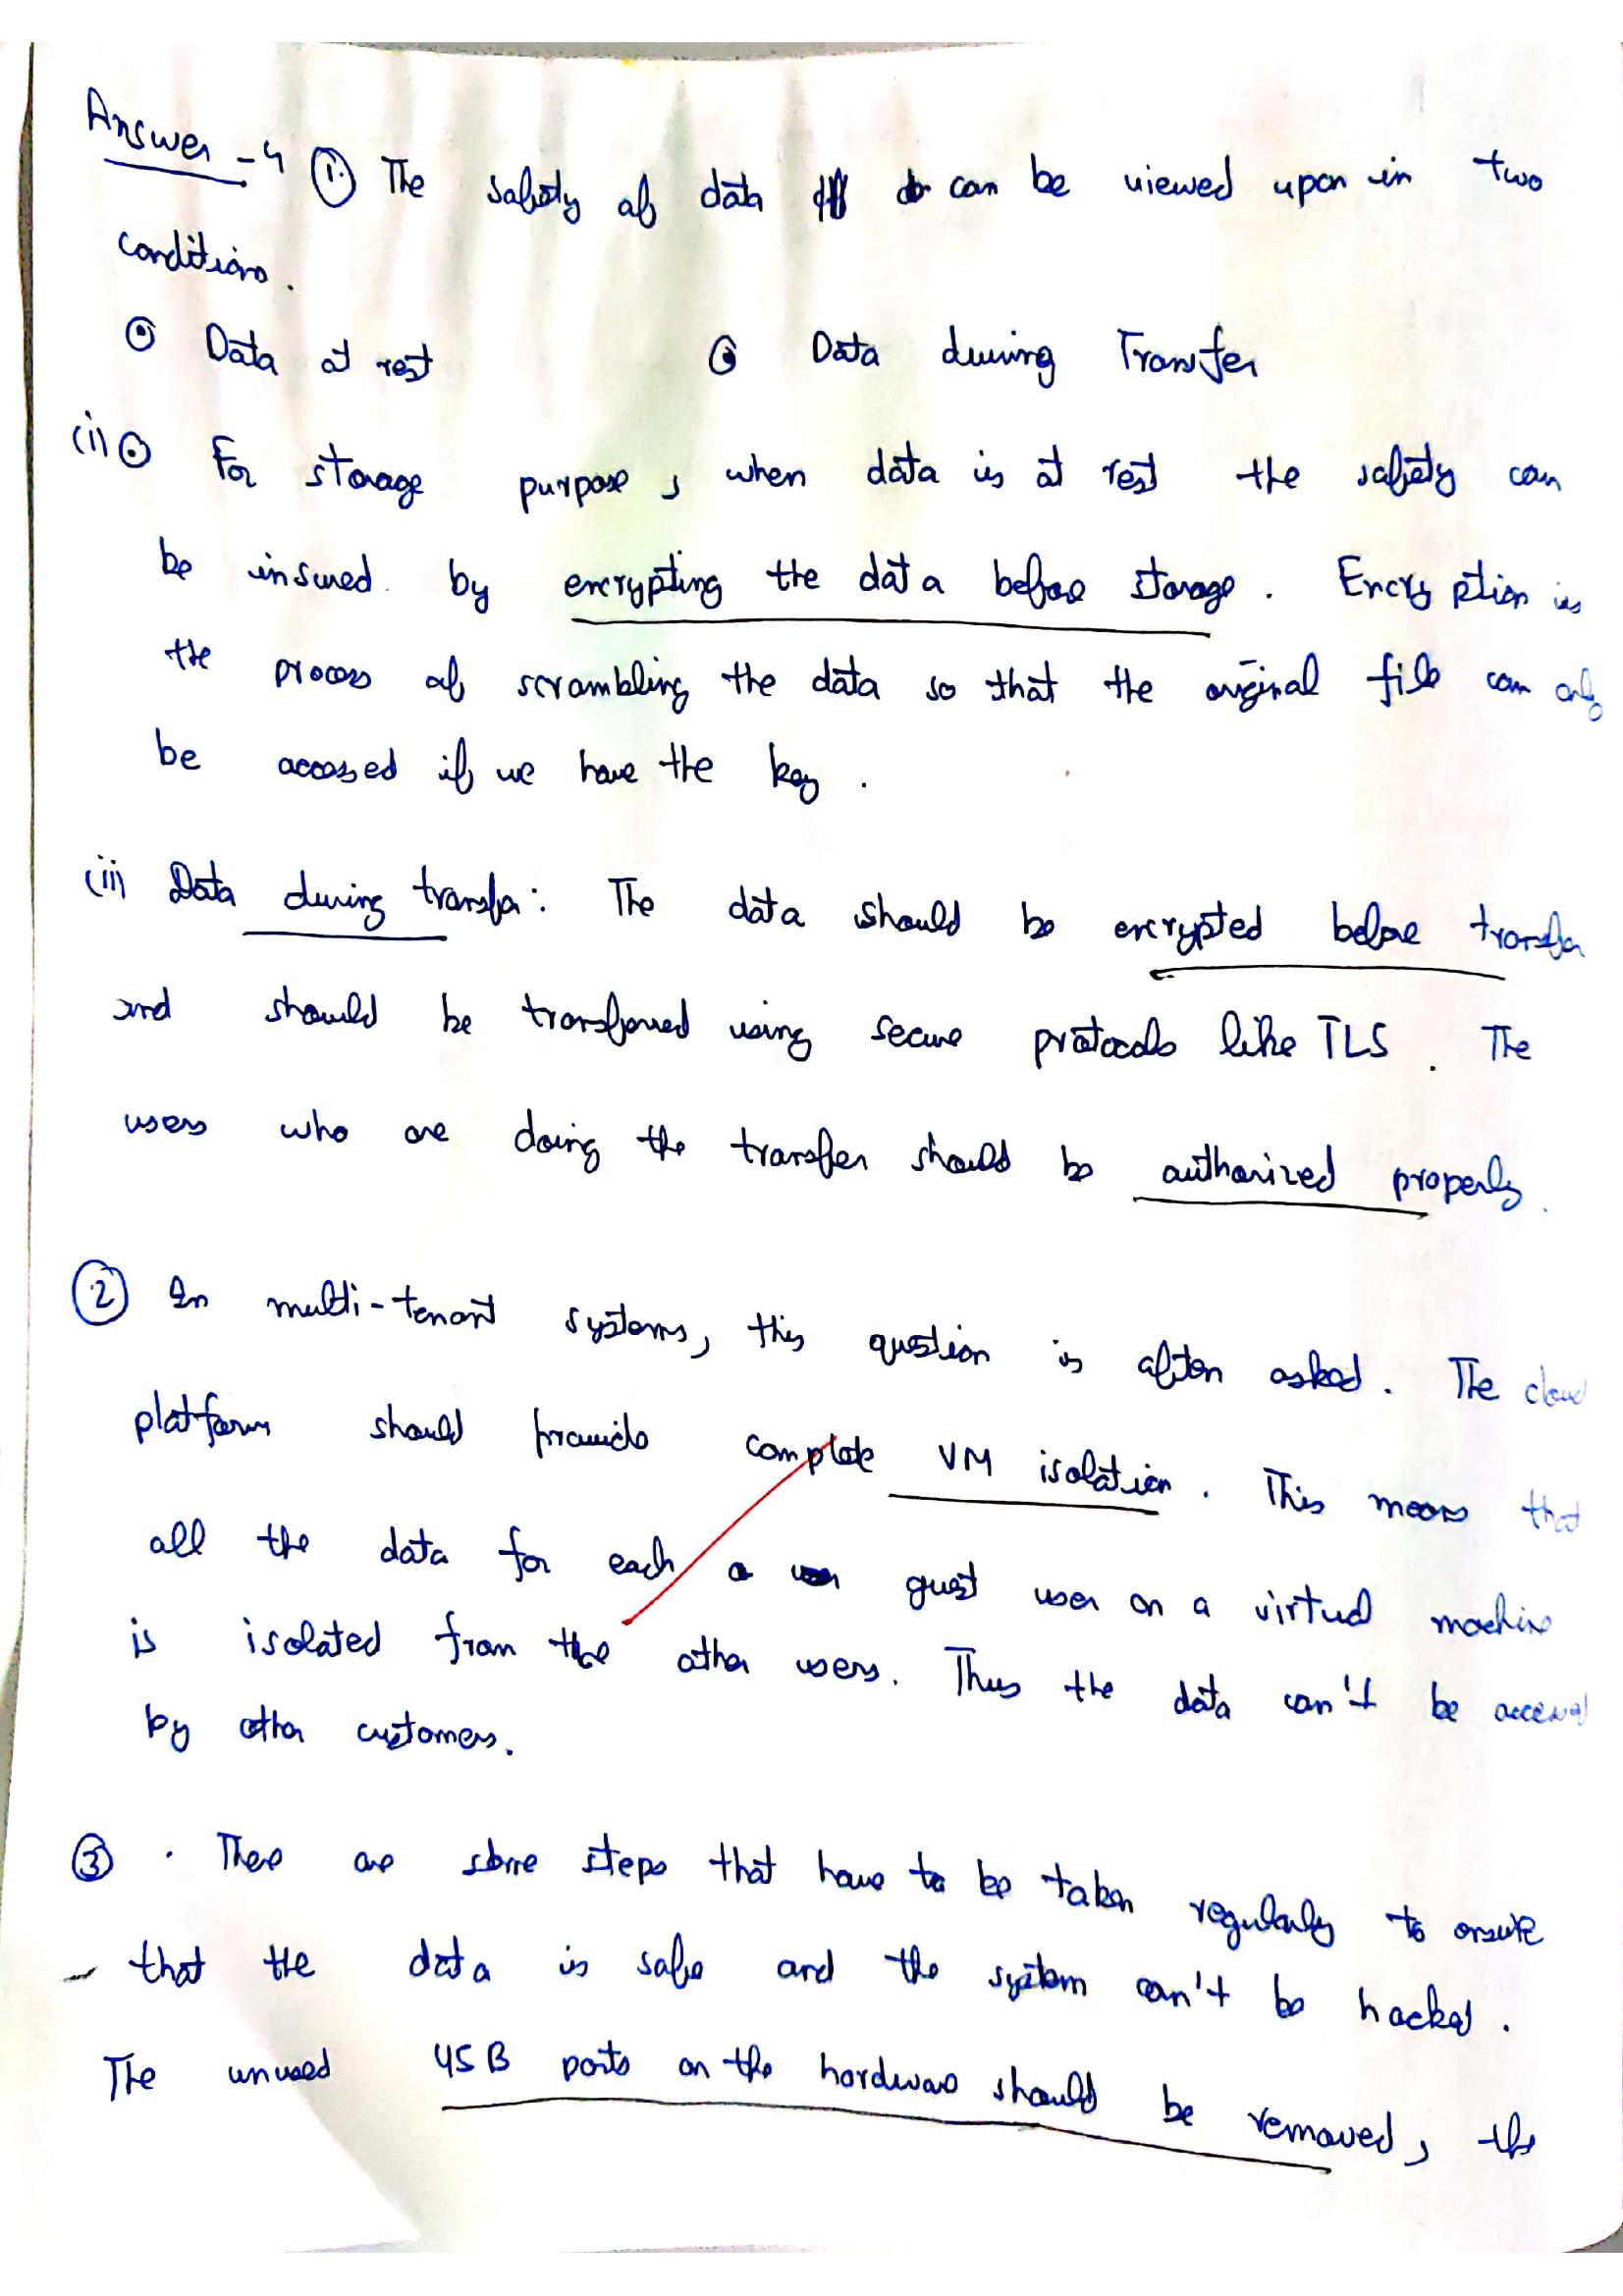 Answer - 4 ① The safety of data can be viewed upon in two
conditions.
⊙ Data at rest ⊙ Data during Transfer
(i) ⊙ For storage purpose, when data is at rest the safety can
be insured by encrypting the data before storage. Encryption is
the process of scrambling the data so that the original file can only
be accessed if we have the key.
(ii) Data during transfer: The data should be encrypted before transfer
and should be transferred using secure protocols like TLS. The
users who are doing the transfer should be authorized properly.
② In multi-tenant systems, this question is often asked. The cloud
platform should provide complete VM isolation. This means that
all the data for each guest user on a virtual machine
is isolated from the other users. Thus the data can't be accessed
by other customers.
③ . There are some steps that have to be taken regularly to ensure
that the data is safe and the system can't be hacked.
The unused USB ports on the hardware should be removed, the